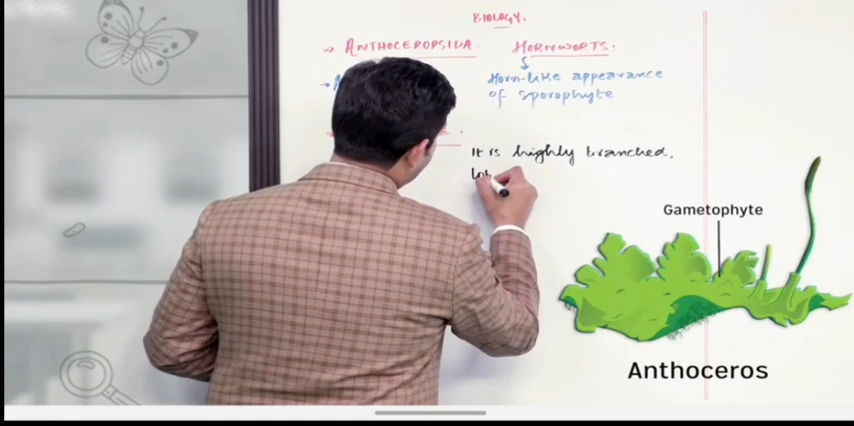 BIOLOGY.
→ ANTHOCEROPSIDA. HORNWORTS.
Horn-like appearance
of sporophyte
It is highly branched,
Gametophyte
Anthoceros